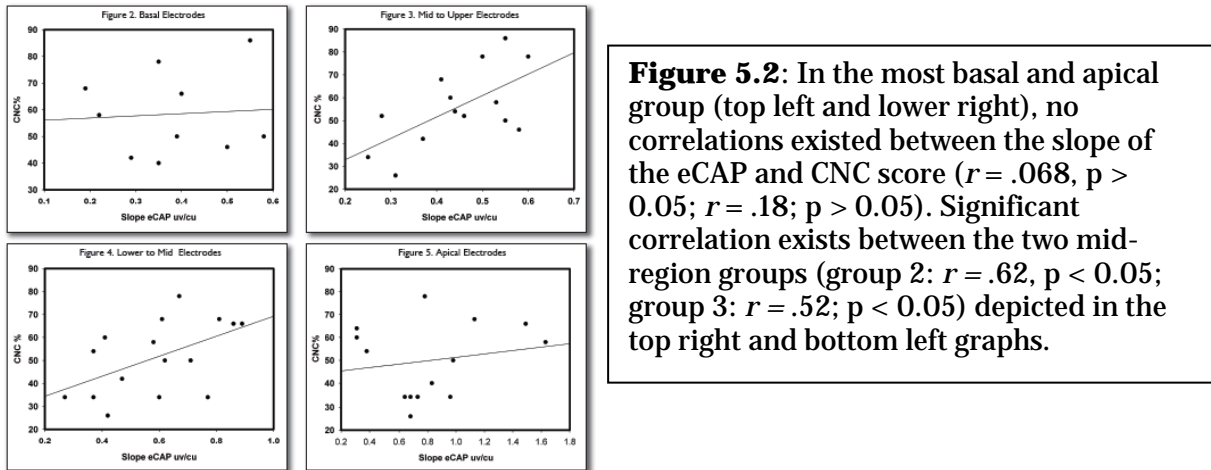 Figure 2. Basal Electrodes
90
80
70
60
50
40
30
CNC %
0.1 0.2 0.3 0.4 0.5 0.6
Slope eCAP uv/cu
Figure 3. Mid to Upper Electrodes
90
80
70
60
50
40
30
20
CNC %
0.2 0.3 0.4 0.5 0.6 0.7
Slope eCAP uv/cu
Figure 4. Lower to Mid Electrodes
90
80
70
60
50
40
30
20
CNC %
0.2 0.4 0.6 0.8 1.0
Slope eCAP uv/cu
Figure 5. Apical Electrodes
90
80
70
60
50
40
30
20
CNC%
0.2 0.4 0.6 0.8 1.0 1.2 1.4 1.6 1.8
Slope eCAP uv/cu
Figure 5.2: In the most basal and apical
group (top left and lower right), no
correlations existed between the slope of
the eCAP and CNC score (r = .068, p >
0.05; r = .18; p > 0.05). Significant
correlation exists between the two mid-
region groups (group 2: r = .62, p < 0.05;
group 3: r = .52; p < 0.05) depicted in the
top right and bottom left graphs.